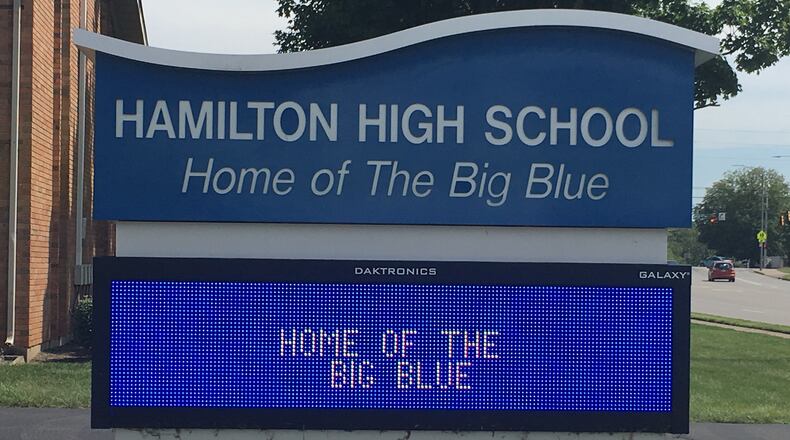 HAMILTON HIGH SCHOOL
Home of The Big Blue
DAKTRONICS GALAXY®
HOME OF THE
BIG BLUE